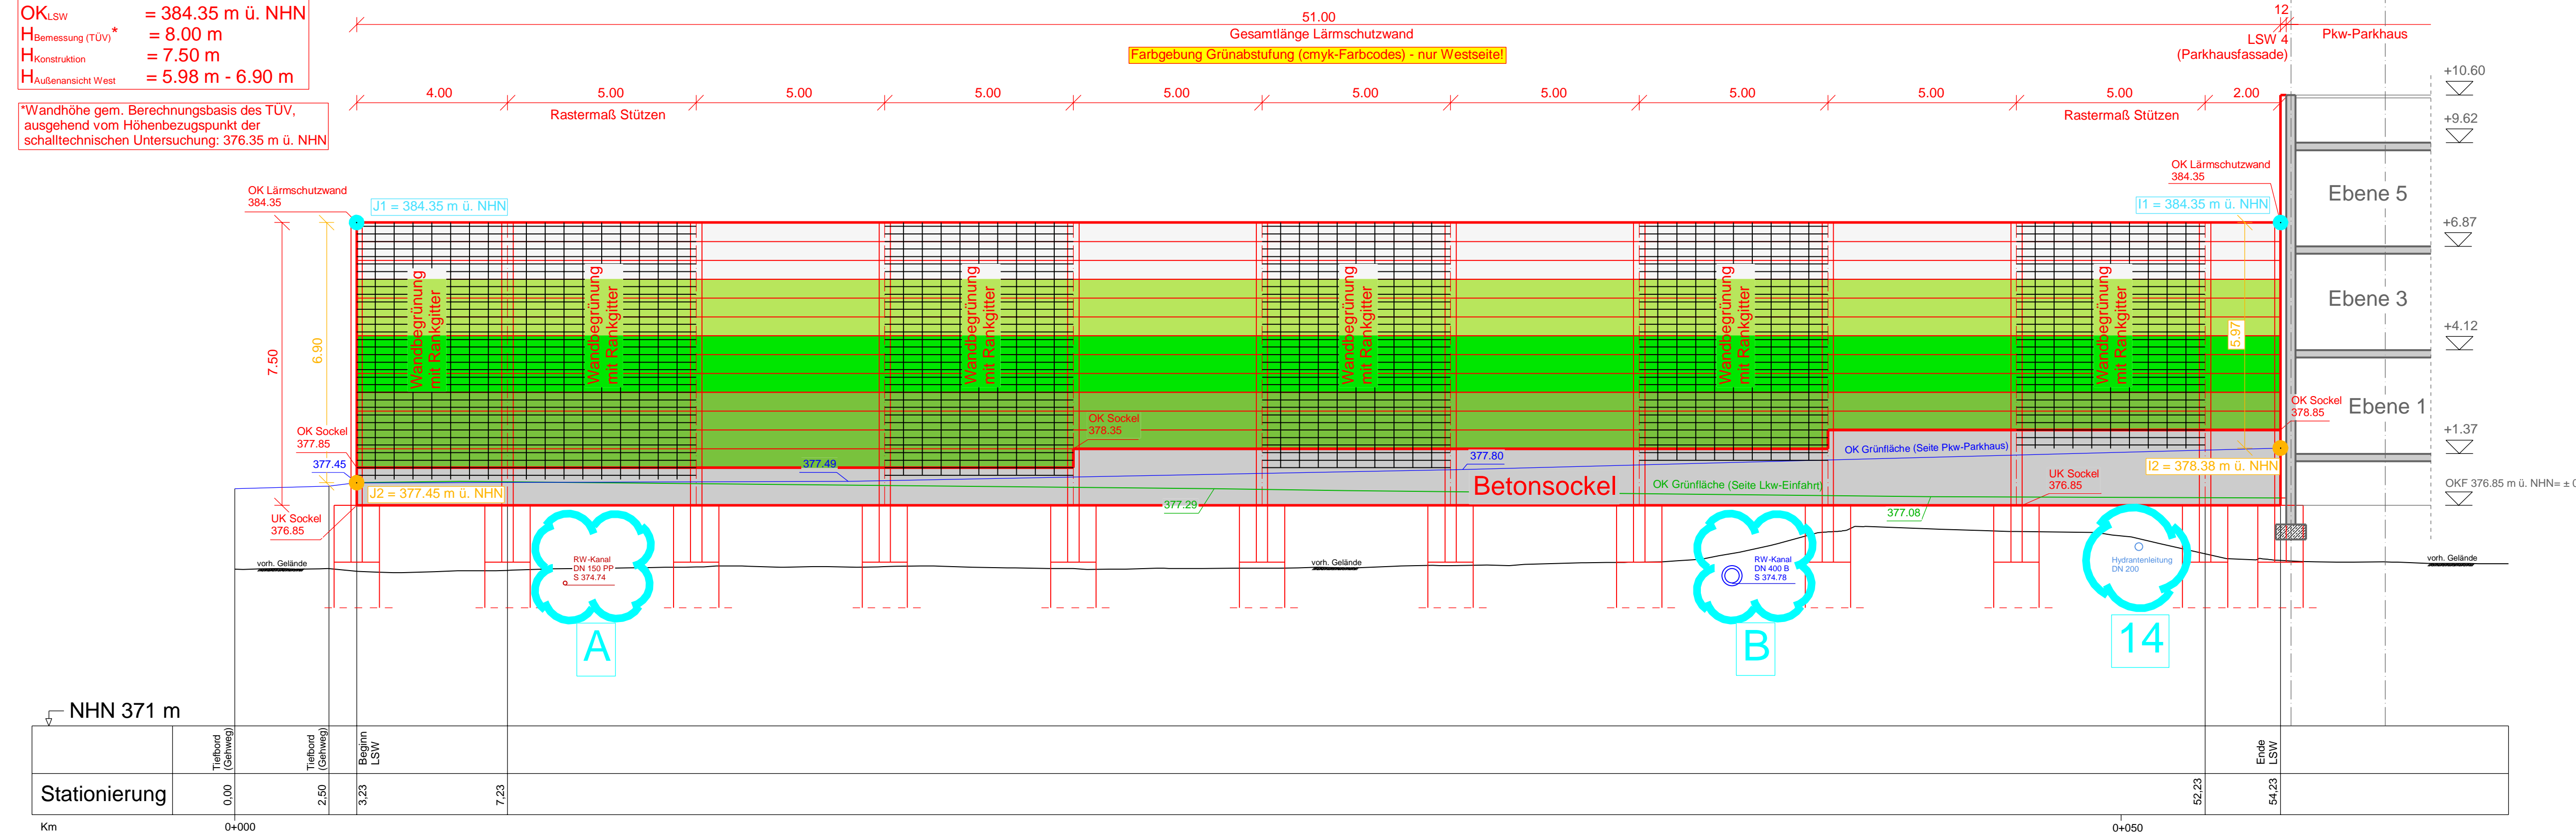 OKLSW = 384.35 m ü. NHN
HBemessung (TÜV)* = 8.00 m
HKonstruktion = 7.50 m
HAußenansicht West = 5.98 m - 6.90 m
*Wandhöhe gem. Berechnungsbasis des TÜV,
ausgehend vom Höhenbezugspunkt der
schalltechnischen Untersuchung: 376.35 m ü. NHN
51.00
Gesamtlänge Lärmschutzwand
Farbgebung Grünabstufung (cmyk-Farbcodes) - nur Westseite!
12
LSW 4
(Parkhausfassade)
Pkw-Parkhaus
4.00 5.00 5.00 5.00 5.00 5.00 5.00 5.00 5.00 5.00 2.00
Rastermaß Stützen
Rastermaß Stützen
+10.60
+9.62
+6.87
+4.12
+1.37
OKF 376.85 m ü. NHN= ± 0
Ebene 5
Ebene 3
Ebene 1
OK Lärmschutzwand
384.35
J1 = 384.35 m ü. NHN
OK Lärmschutzwand
384.35
I1 = 384.35 m ü. NHN
7.50
6.90
5.97
Wandbegrünung
mit Rankgitter
Wandbegrünung
mit Rankgitter
Wandbegrünung
mit Rankgitter
Wandbegrünung
mit Rankgitter
Wandbegrünung
mit Rankgitter
Wandbegrünung
mit Rankgitter
OK Sockel
377.85
OK Sockel
378.35
OK Sockel
378.85
377.45
377.49
377.80
OK Grünfläche (Seite Pkw-Parkhaus)
J2 = 377.45 m ü. NHN
I2 = 378.38 m ü. NHN
Betonsockel
OK Grünfläche (Seite Lkw-Einfahrt)
UK Sockel
376.85
377.29
377.08
UK Sockel
376.85
vorh. Gelände
vorh. Gelände
vorh. Gelände
RW-Kanal
DN 150 PP
S 374.74
RW-Kanal
DN 400 B
S 374.78
Hydrantenleitung
DN 200
A
B
14
NHN 371 m
Tiefbord
(Gehweg)
Tiefbord
(Gehweg)
Beginn
LSW
Ende
LSW
Stationierung
0,00
2,50
3,23
7,23
52,23
54,23
Km
0+000
0+050